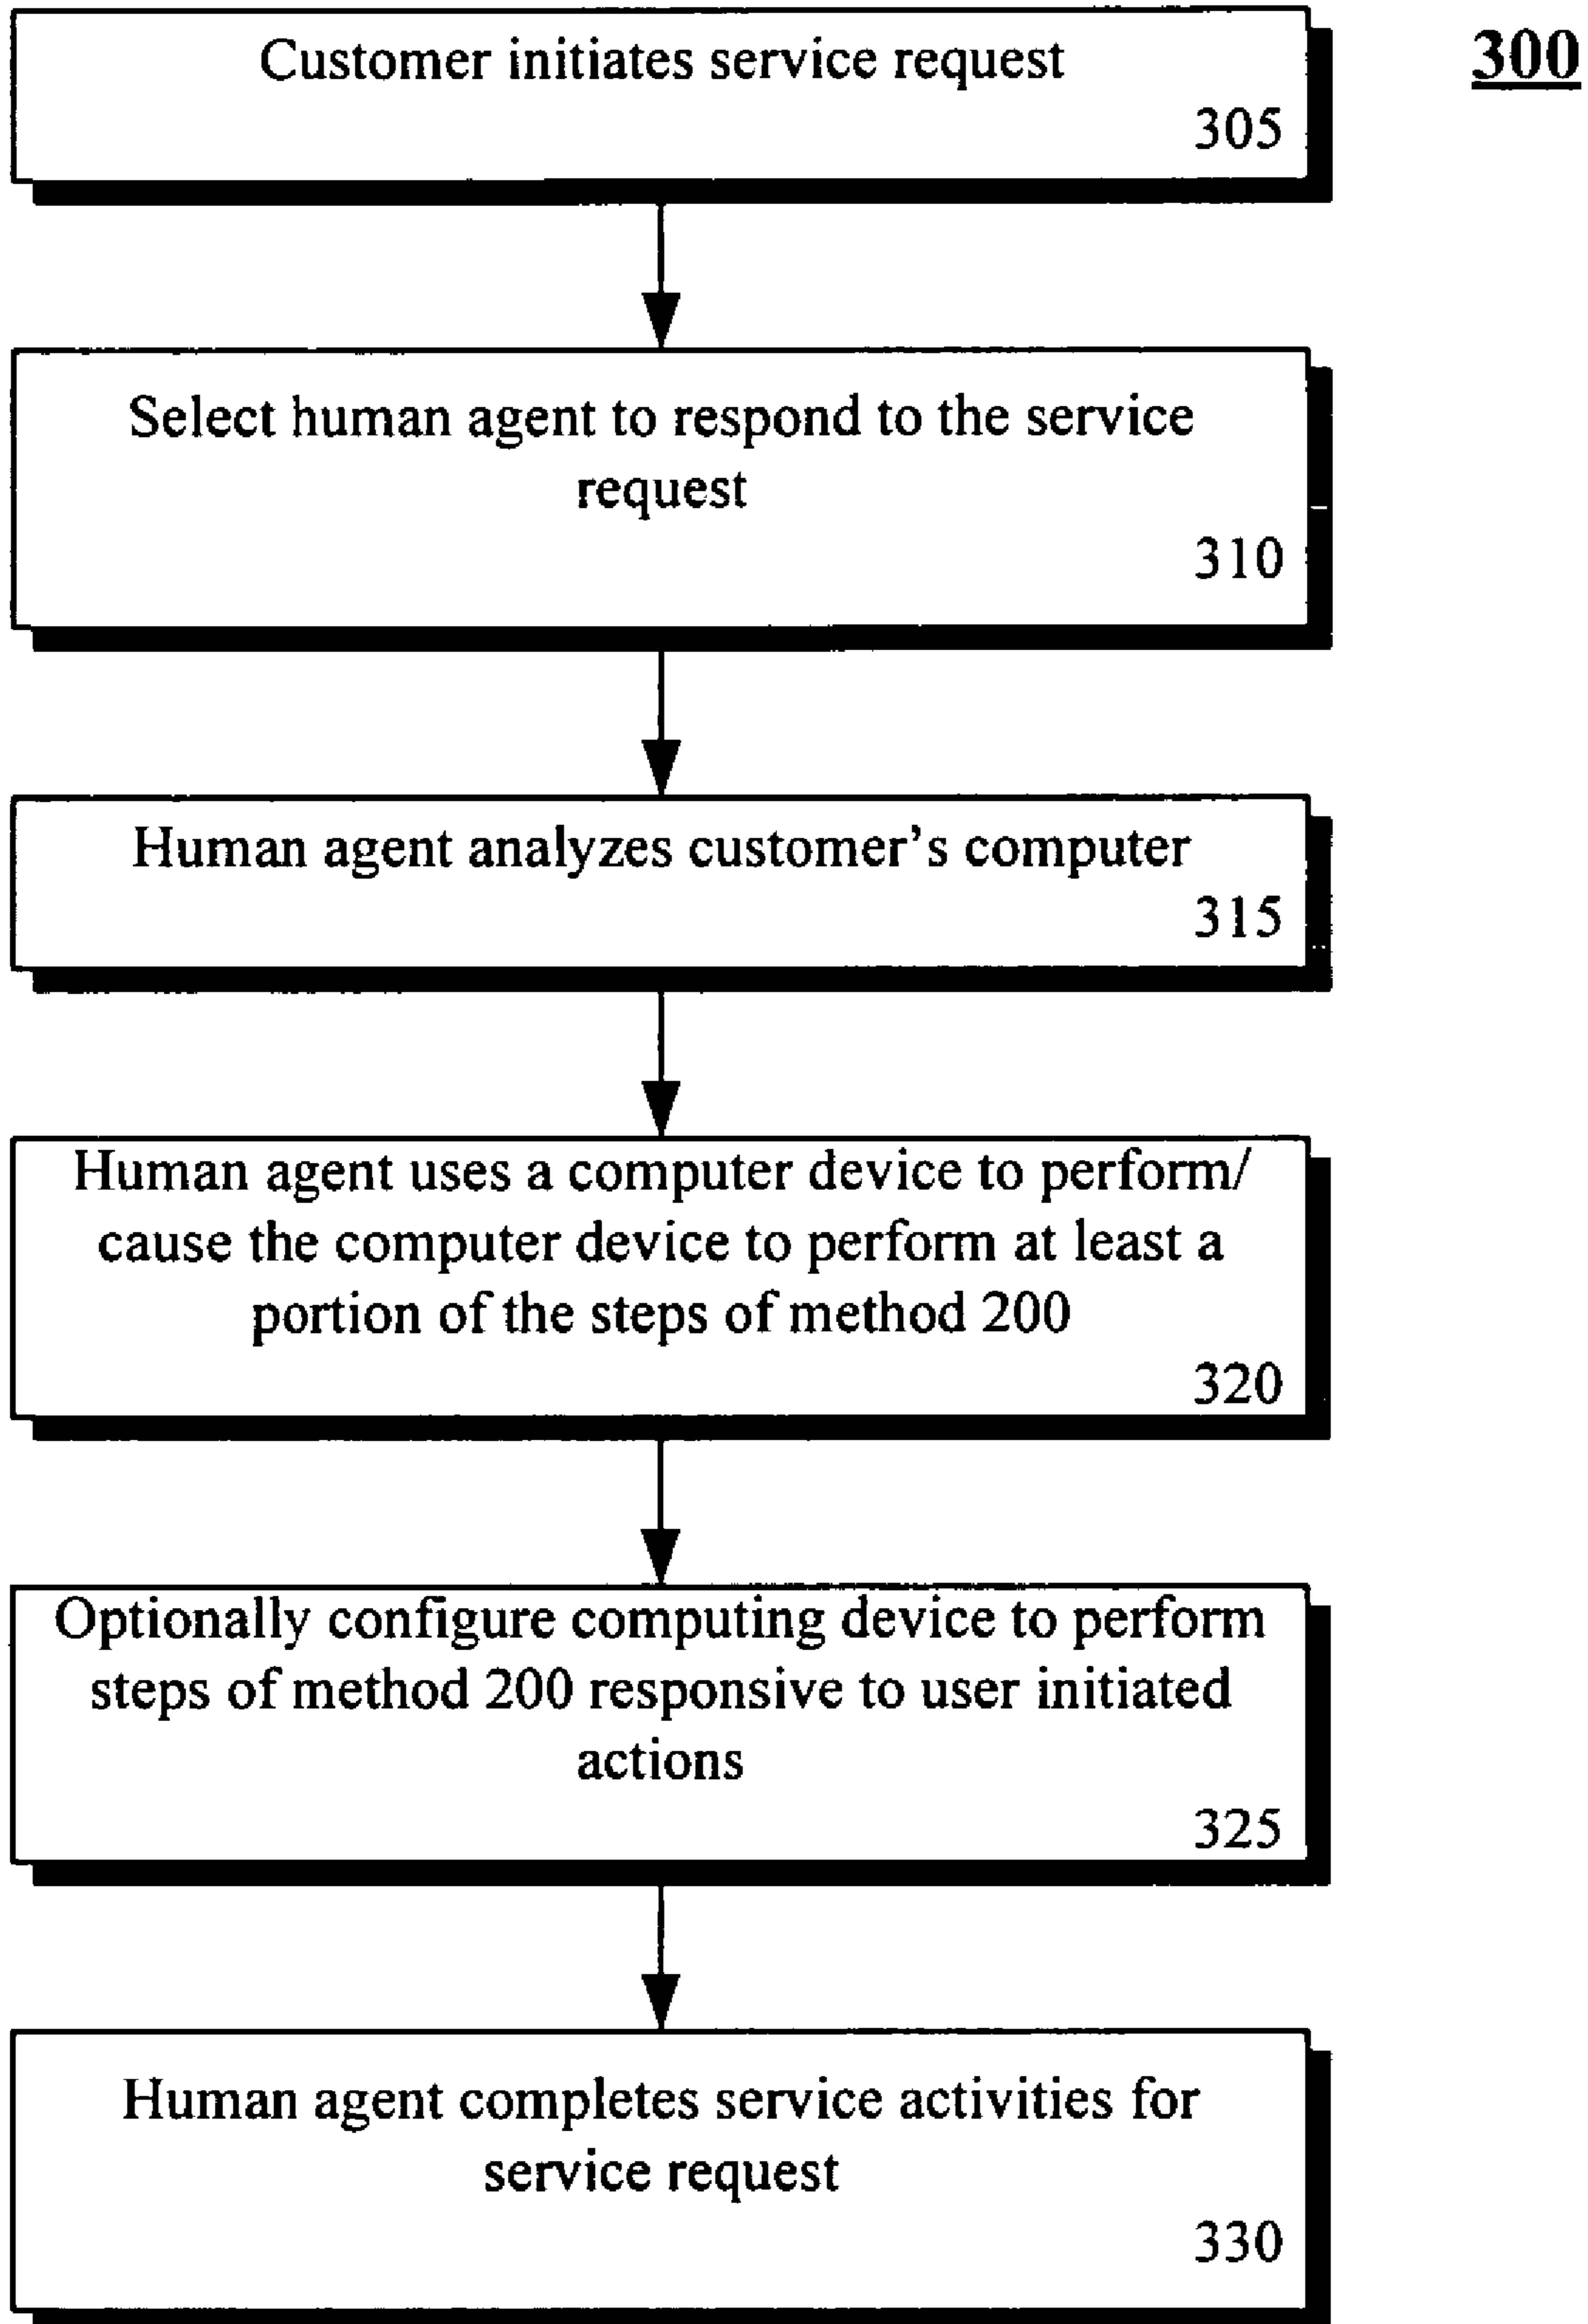 300
Customer initiates service request
305
Select human agent to respond to the service
request
310
Human agent analyzes customer’s computer
315
Human agent uses a computer device to perform/
cause the computer device to perform at least a
portion of the steps of method 200
320
Optionally configure computing device to perform
steps of method 200 responsive to user initiated
actions
325
Human agent completes service activities for
service request
330